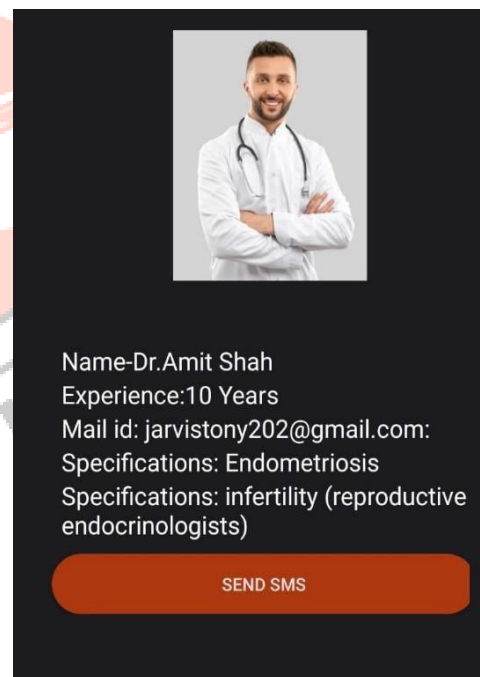 Name-Dr.Amit Shah
Experience:10 Years
Mail id: jarvistony202@gmail.com:
Specifications: Endometriosis
Specifications: infertility (reproductive
endocrinologists)
SEND SMS